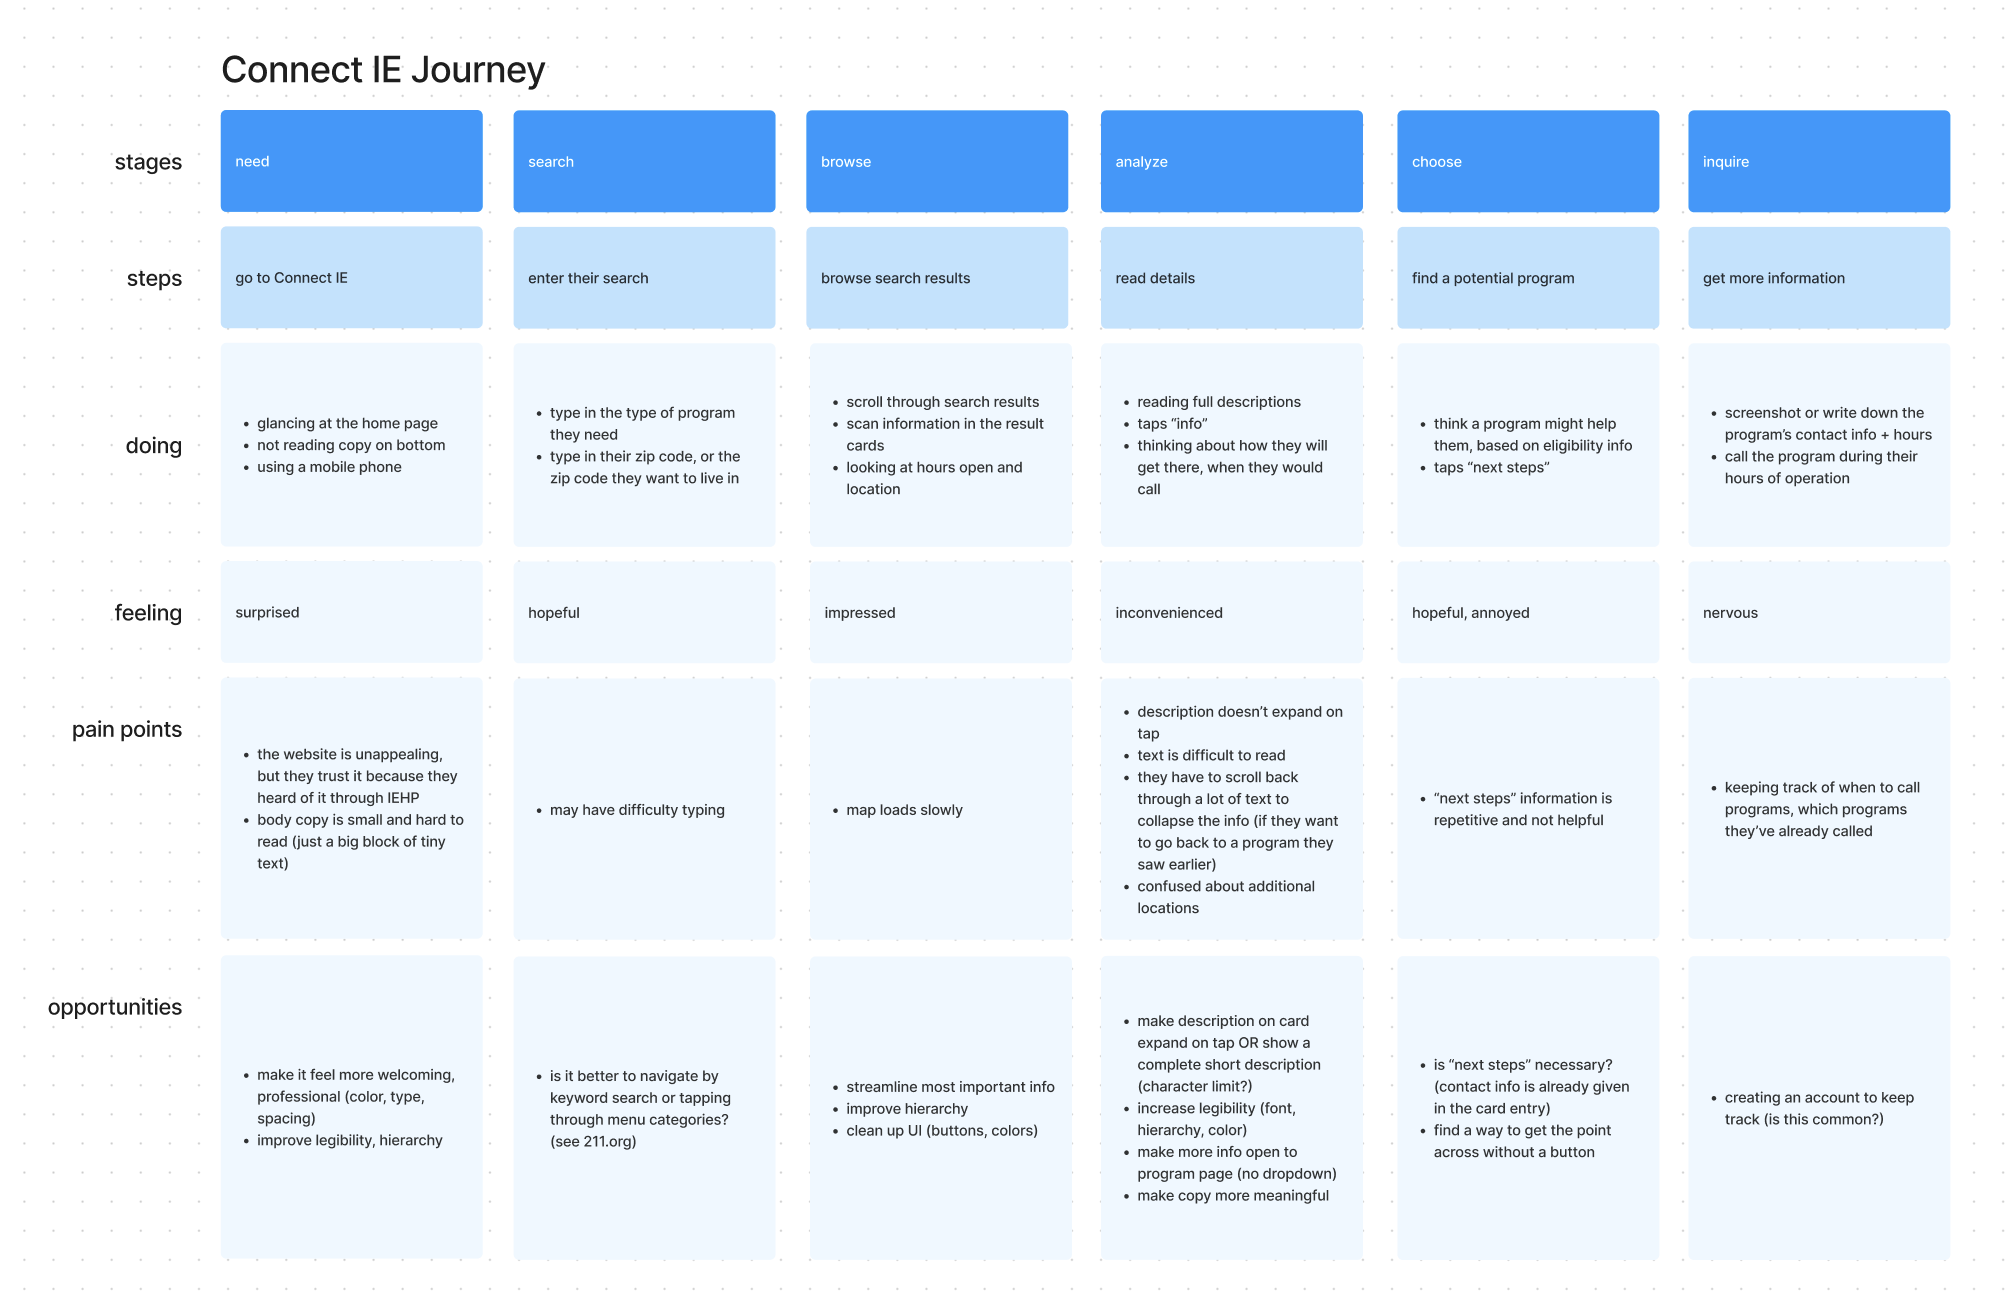 Connect IE Journey
stages
need
search
browse
analyze
choose
inquire
steps
go to Connect IE
enter their search
browse search results
read details
find a potential program
get more information
doing
• glancing at the home page
• not reading copy on bottom
• using a mobile phone
• type in the type of program
they need
• type in their zip code, or the
zip code they want to live in
• scroll through search results
• scan information in the result
cards
• looking at hours open and
location
• reading full descriptions
• taps “info”
• thinking about how they will
get there, when they would
call
• think a program might help
them, based on eligibility info
• taps “next steps”
• screenshot or write down the
program’s contact info + hours
• call the program during their
hours of operation
feeling
surprised
hopeful
impressed
inconvenienced
hopeful, annoyed
nervous
pain points
• the website is unappealing,
but they trust it because they
heard of it through IEHP
• body copy is small and hard to
read (just a big block of tiny
text)
• may have difficulty typing
• map loads slowly
• description doesn’t expand on
tap
• text is difficult to read
• they have to scroll back
through a lot of text to
collapse the info (if they want
to go back to a program they
saw earlier)
• confused about additional
locations
• “next steps” information is
repetitive and not helpful
• keeping track of when to call
programs, which programs
they’ve already called
opportunities
• make it feel more welcoming,
professional (color, type,
spacing)
• improve legibility, hierarchy
• is it better to navigate by
keyword search or tapping
through menu categories?
(see 211.org)
• streamline most important info
• improve hierarchy
• clean up UI (buttons, colors)
• make description on card
expand on tap OR show a
complete short description
(character limit?)
• increase legibility (font,
hierarchy, color)
• make more info open to
program page (no dropdown)
• make copy more meaningful
• is “next steps” necessary?
(contact info is already given
in the card entry)
• find a way to get the point
across without a button
• creating an account to keep
track (is this common?)